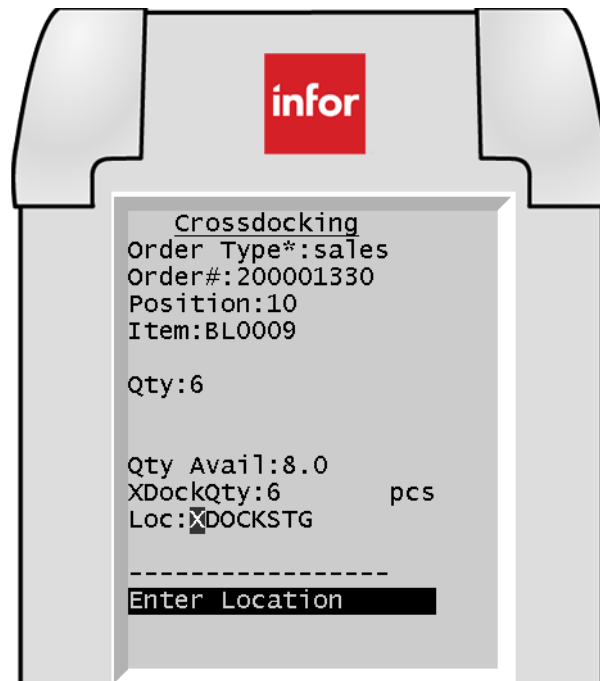 infor
Crossdocking
Order Type*:sales
Order#:200001330
Position:10
Item:BL0009
Qty:6
Qty Avail:8.0
XDockQty:6 pcs
Loc:XDOCKSTG
-----------------
Enter Location